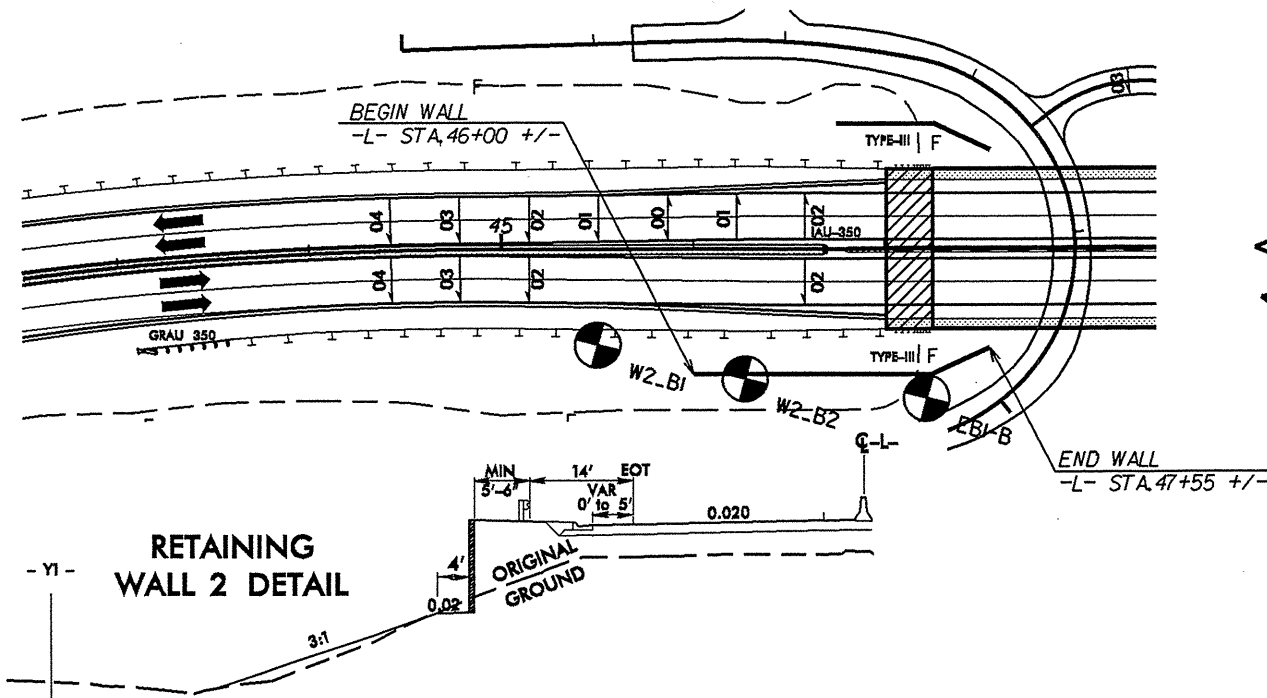 F
BEGIN WALL
-L- STA. 46+00 +/-
TYPE-III F
03
04
03
02
01
00
01
02
45
IAU-350
04
03
02
02
GRAU 350
TYPE-III F
W2_B1
W2_B2
EB1-B
F
END WALL
-L- STA. 47+55 +/-
℄-L-
MIN
5'-6"
14'
EOT
VAR
0' to 5'
0.020
RETAINING
WALL 2 DETAIL
- Y1 -
4'
0.02
ORIGINAL
GROUND
3:1